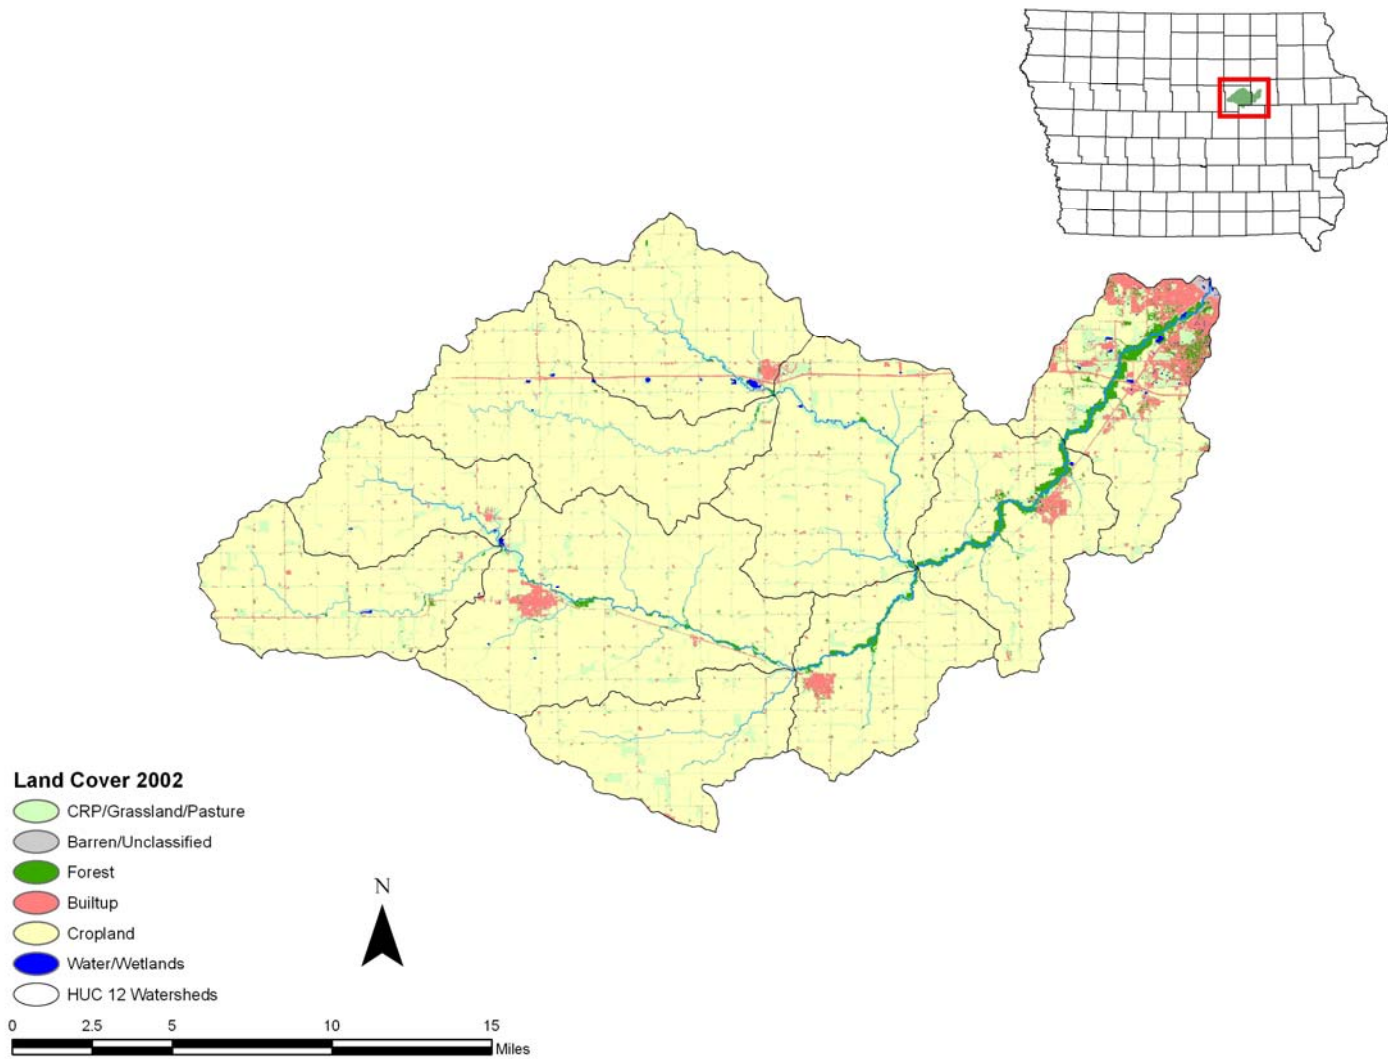 Land Cover 2002
CRP/Grassland/Pasture
Barren/Unclassified
Forest
Builtup
Cropland
Water/Wetlands
HUC 12 Watersheds
N
0 2.5 5 10 15
Miles